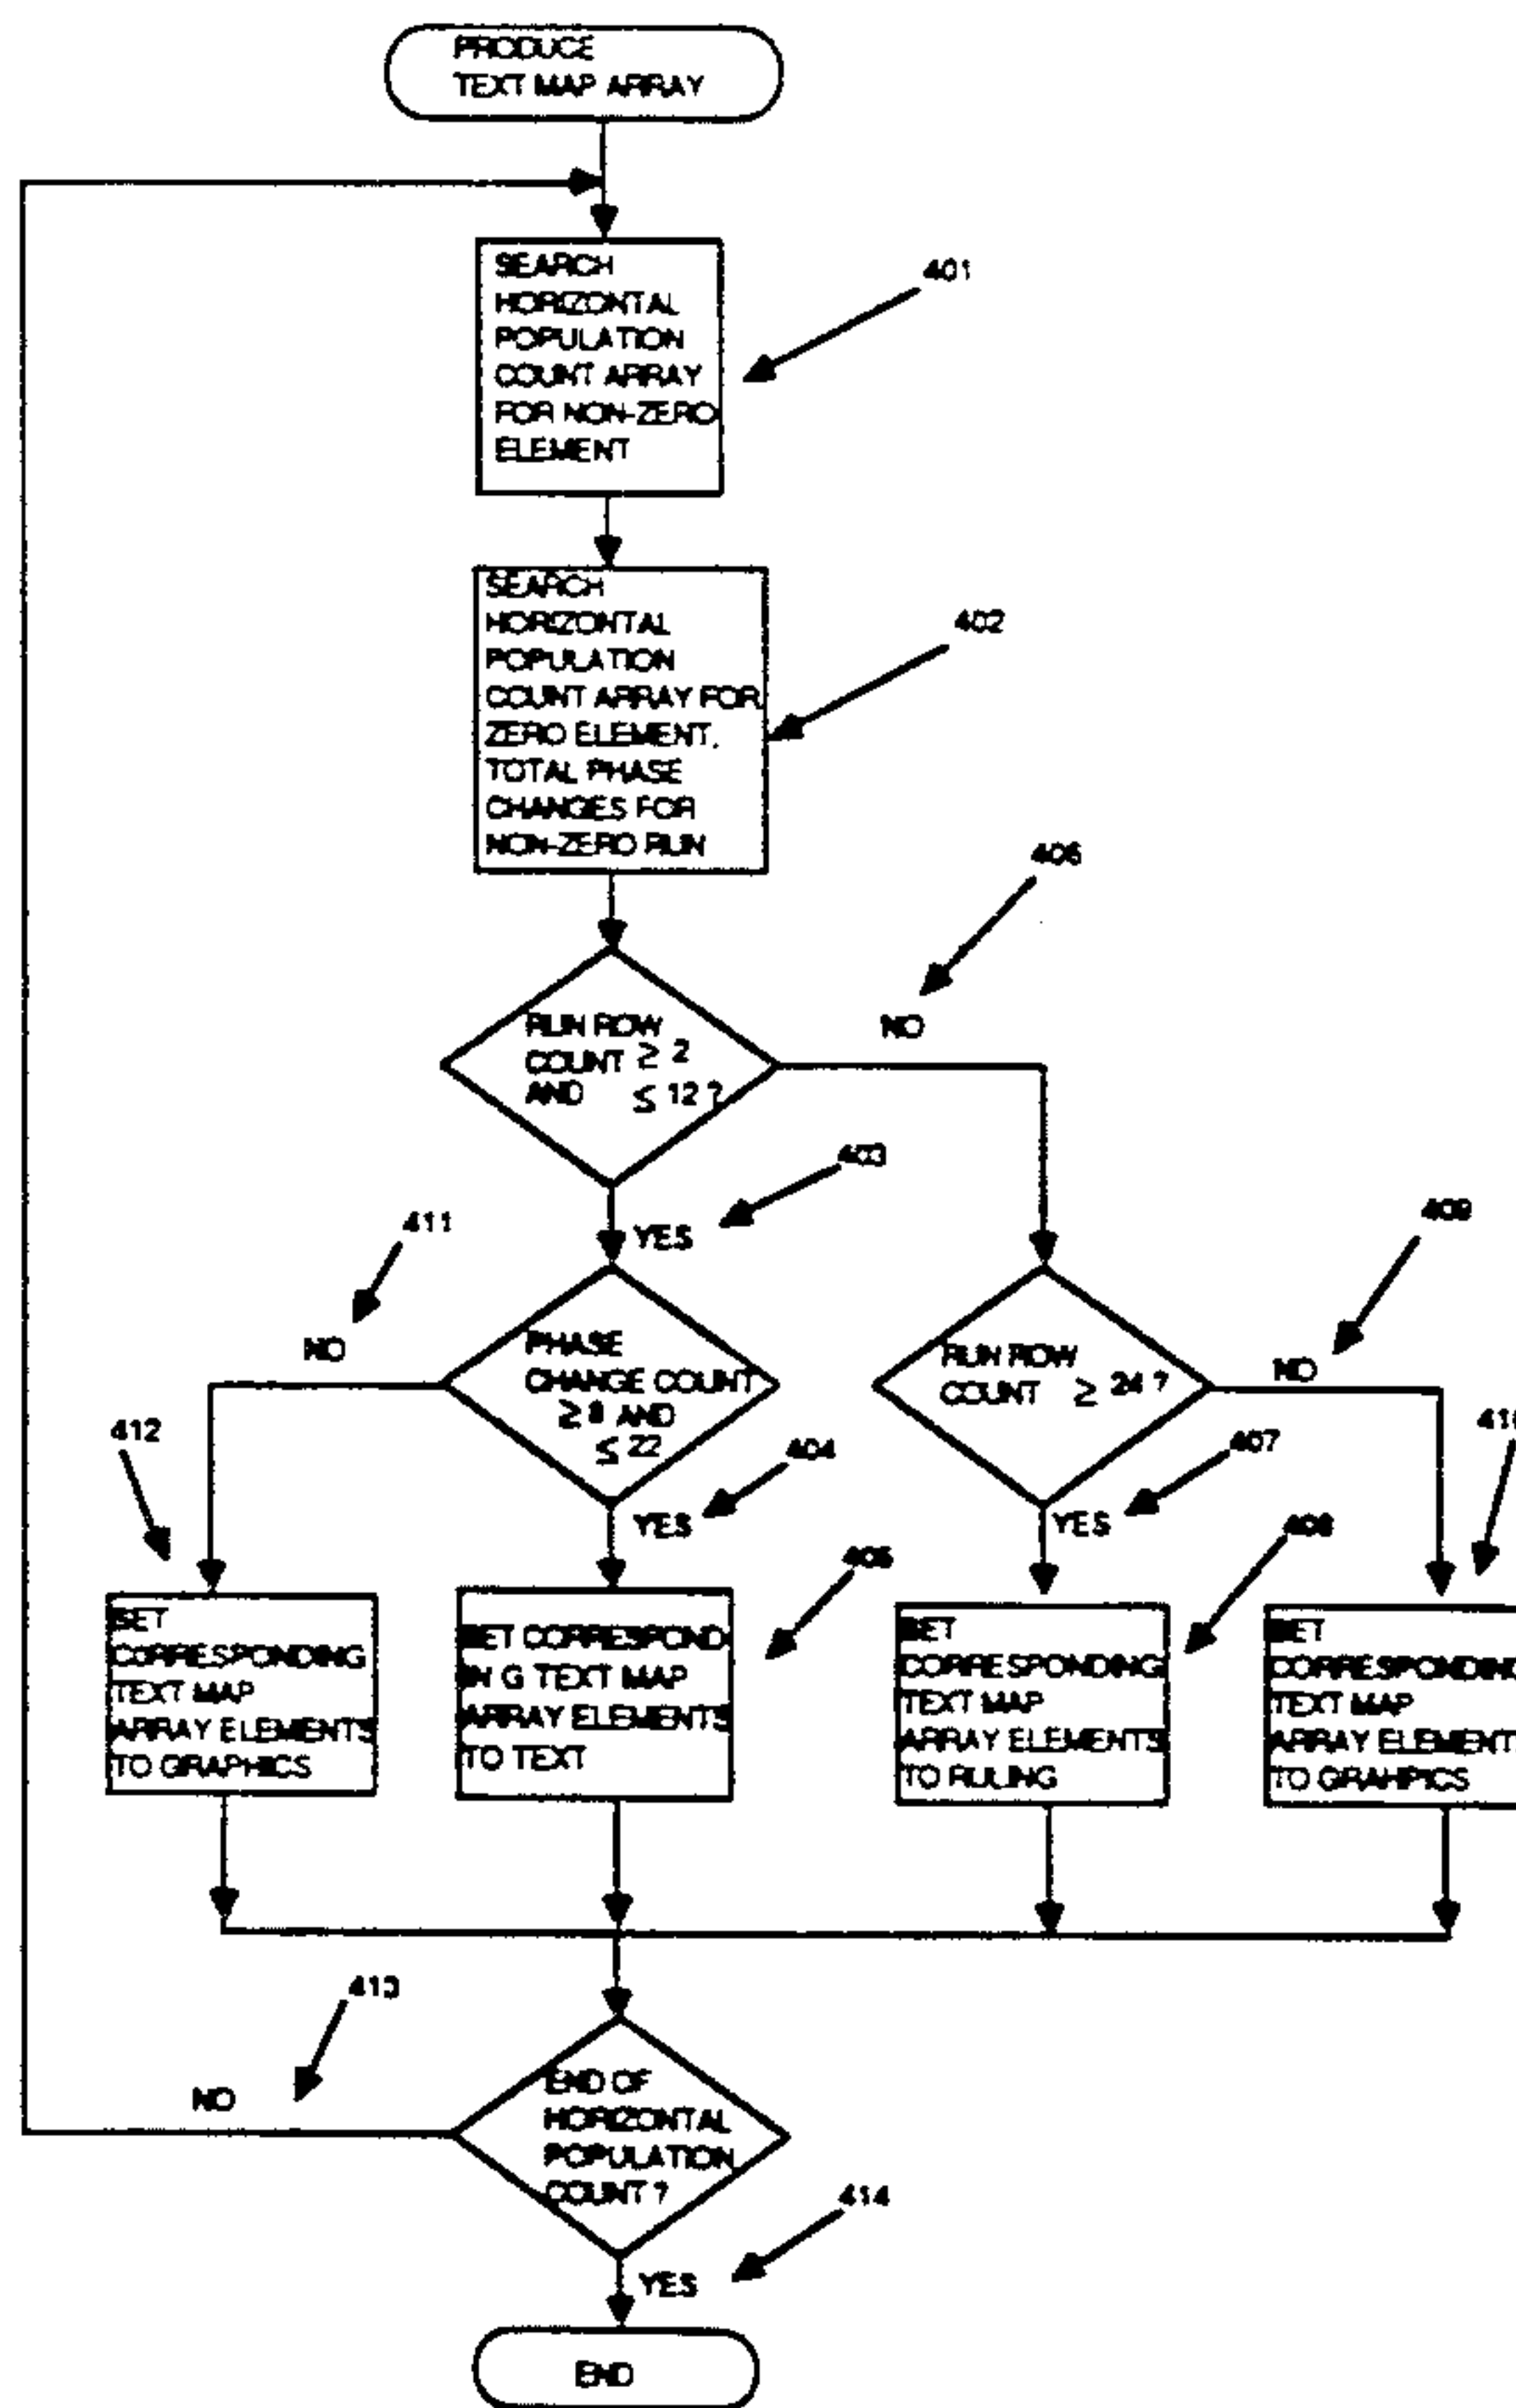 PRODUCE
TEXT MAP ARRAY
SEARCH
HORIZONTAL
POPULATION
COUNT ARRAY
FOR NON-ZERO
ELEMENT
401
SEARCH
HORIZONTAL
POPULATION
COUNT ARRAY FOR
ZERO ELEMENT,
TOTAL PHASE
CHANGES FOR
NON-ZERO RUN
402
406
RUN ROW
COUNT ≥ 2
AND ≤ 12 ?
NO
403
YES
411
NO
PHASE
CHANGE COUNT
≥ 8 AND
≤ 22
404
YES
RUN ROW
COUNT ≥ 24 ?
409
NO
407
YES
412
SET
CORRESPONDING
TEXT MAP
ARRAY ELEMENTS
TO GRAPHICS
405
SET CORRESPOND-
IN G TEXT MAP
ARRAY ELEMENTS
TO TEXT
408
SET
CORRESPONDING
TEXT MAP
ARRAY ELEMENTS
TO RULING
SET
CORRESPONDING
TEXT MAP
ARRAY ELEMENTS
TO GRAHPICS
413
NO
END OF
HORIZONTAL
POPULATION
COUNT ?
414
YES
END